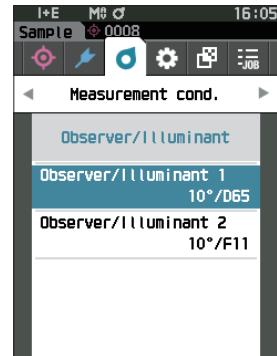 I+E M0 16:05
Sample 0008
-JOB
Measurement cond.
Observer/Illuminant
Observer/Illuminant 1
10°/D65
Observer/Illuminant 2
10°/F11